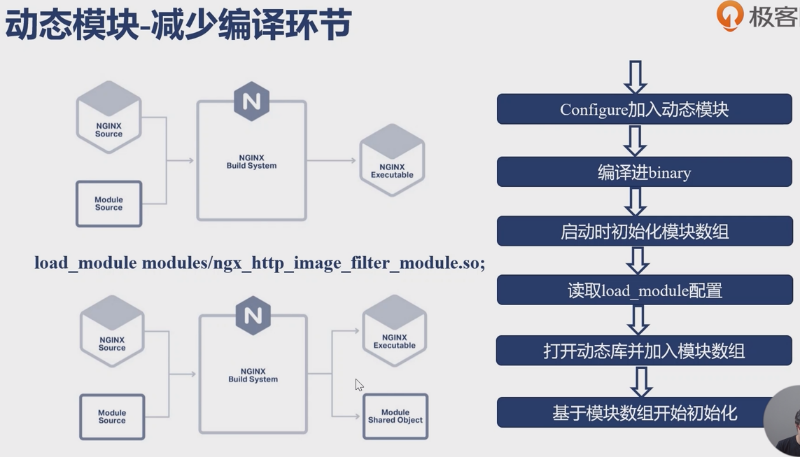 动态模块-减少编译环节
极客
NGINX
Source
Module
Source
NGINX
Build System
NGINX
Executable
load_module modules/ngx_http_image_filter_module.so;
NGINX
Source
Module
Source
NGINX
Build System
NGINX
Executable
Module
Shared Object
Configure加入动态模块
编译进binary
启动时初始化模块数组
读取load_module配置
打开动态库并加入模块数组
基于模块数组开始初始化